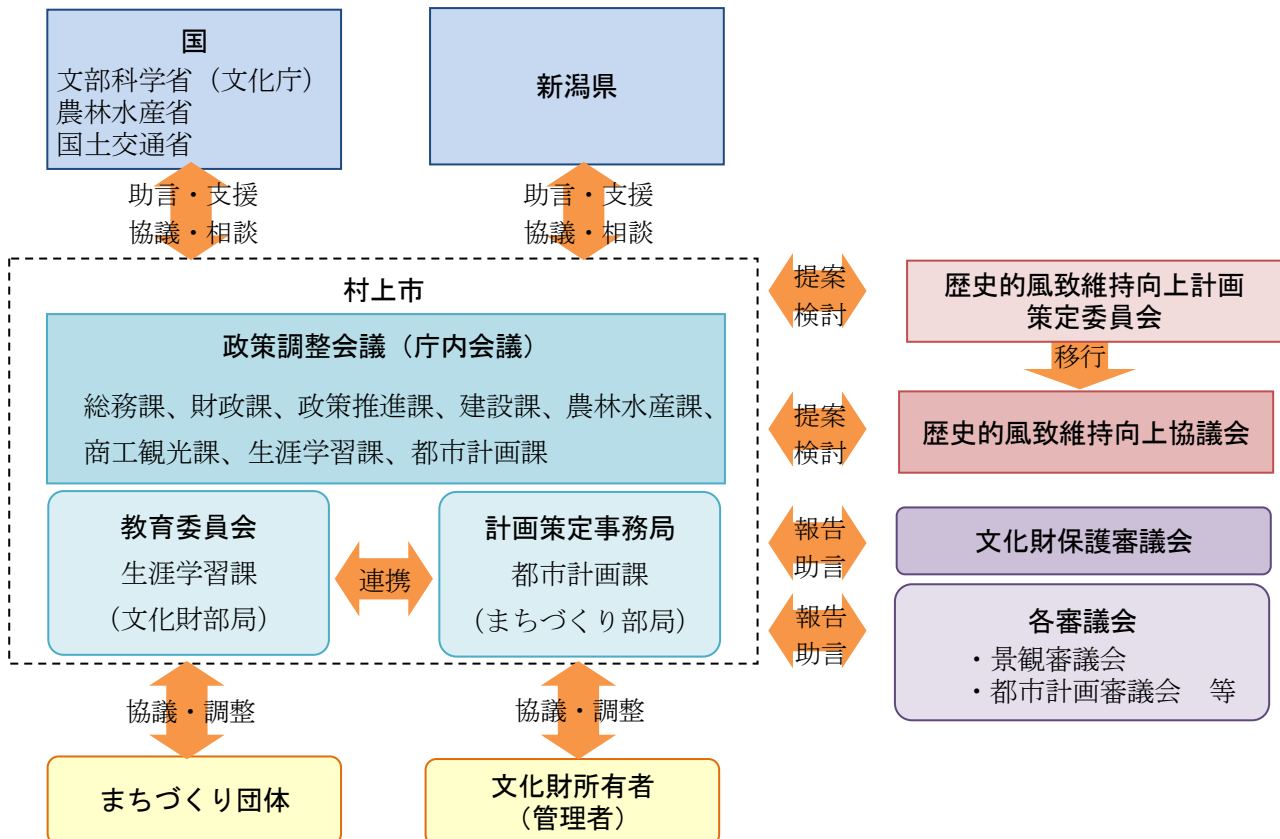 国
文部科学省（文化庁）
農林水産省
国土交通省
新潟県
助言・支援
協議・相談
助言・支援
協議・相談
村上市
政策調整会議（庁内会議）
総務課、財政課、政策推進課、建設課、農林水産課、
商工観光課、生涯学習課、都市計画課
教育委員会
生涯学習課
（文化財部局）
連携
計画策定事務局
都市計画課
（まちづくり部局）
提案
検討
歴史的風致維持向上計画
策定委員会
移行
提案
検討
歴史的風致維持向上協議会
報告
助言
文化財保護審議会
報告
助言
各審議会
・景観審議会
・都市計画審議会　等
協議・調整
協議・調整
まちづくり団体
文化財所有者
（管理者）